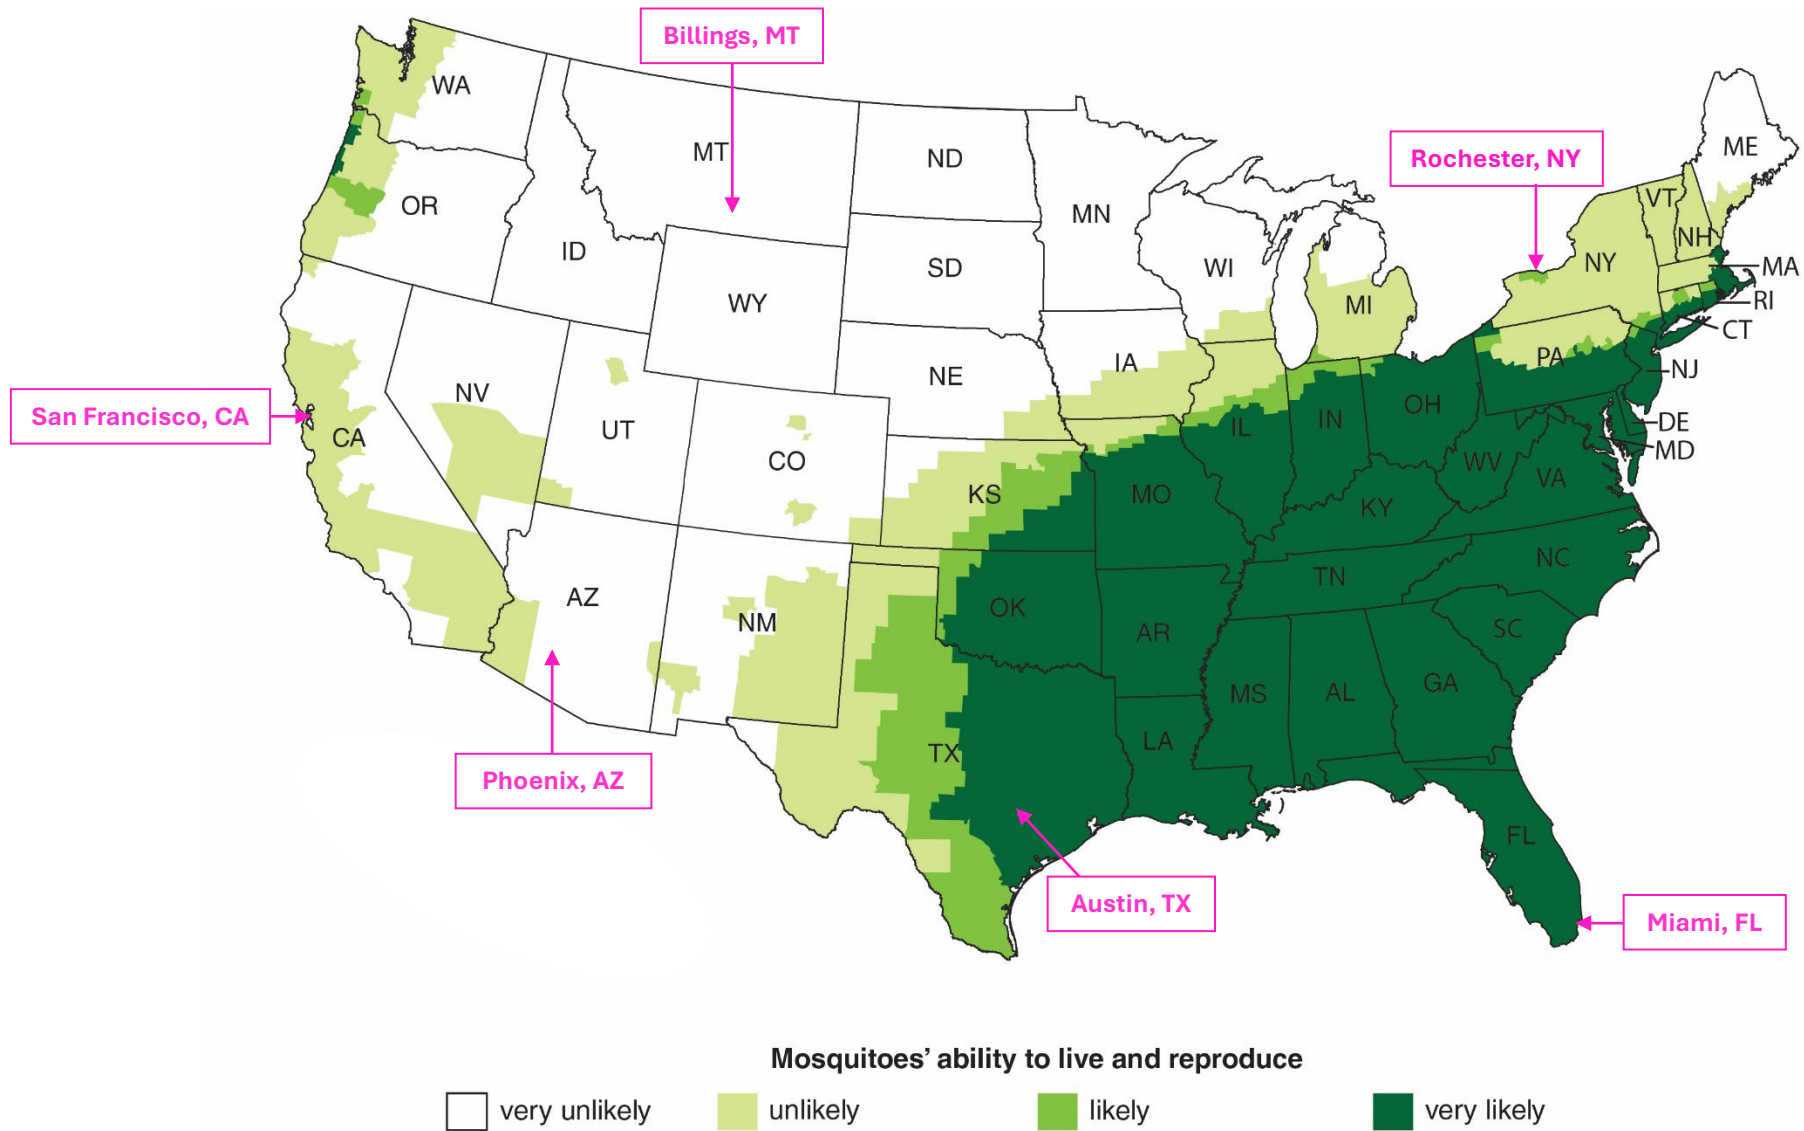 Billings, MT
WA
MT
ND
ME
Rochester, NY
VT
OR
MN
NH
ID
SD
WI
NY
MA
WY
MI
RI
CT
IA
PA
NJ
NE
NV
San Francisco, CA
UT
OH
IN
IL
DE
CA
MD
CO
WV
KS
MO
VA
KY
NC
TN
AZ
OK
NM
AR
SC
GA
MS
AL
TX
LA
Phoenix, AZ
FL
Austin, TX
Miami, FL
Mosquitoes’ ability to live and reproduce
very unlikely
unlikely
likely
very likely